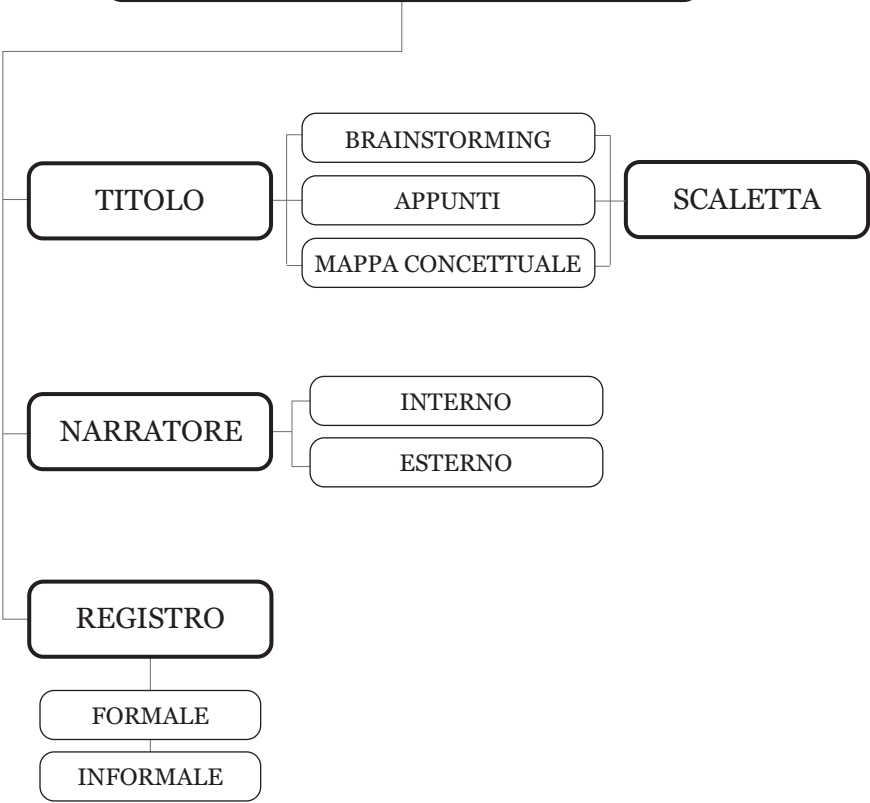 BRAINSTORMING
TITOLO
APPUNTI
SCALETTA
MAPPA CONCETTUALE
NARRATORE
INTERNO
ESTERNO
REGISTRO
FORMALE
INFORMALE